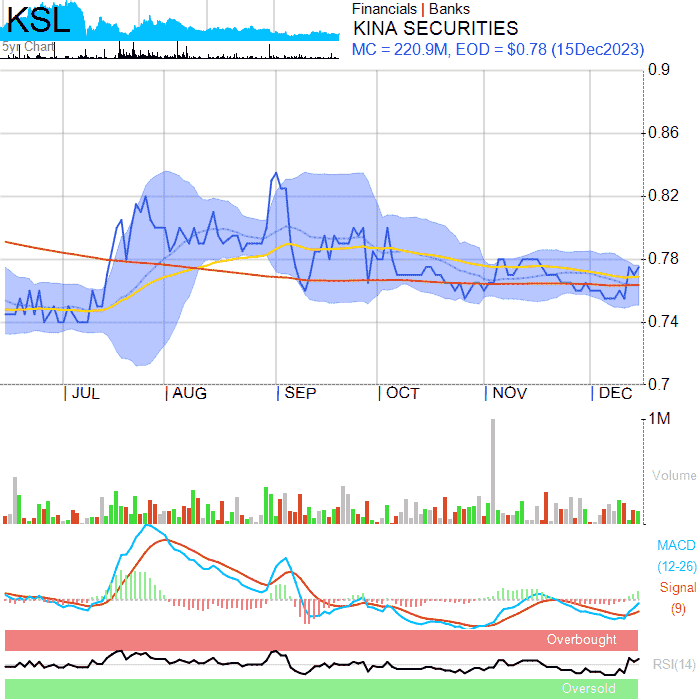 KSL
5yr Chart
Financials | Banks
KINA SECURITIES
MC = 220.9M, EOD = $0.78 (15Dec2023)
0.9
0.86
0.82
0.78
0.74
0.7
| JUL | AUG | SEP | OCT | NOV | DEC
1M
Volume
MACD
(12-26)
Signal
(9)
Overbought
RSI(14)
Oversold